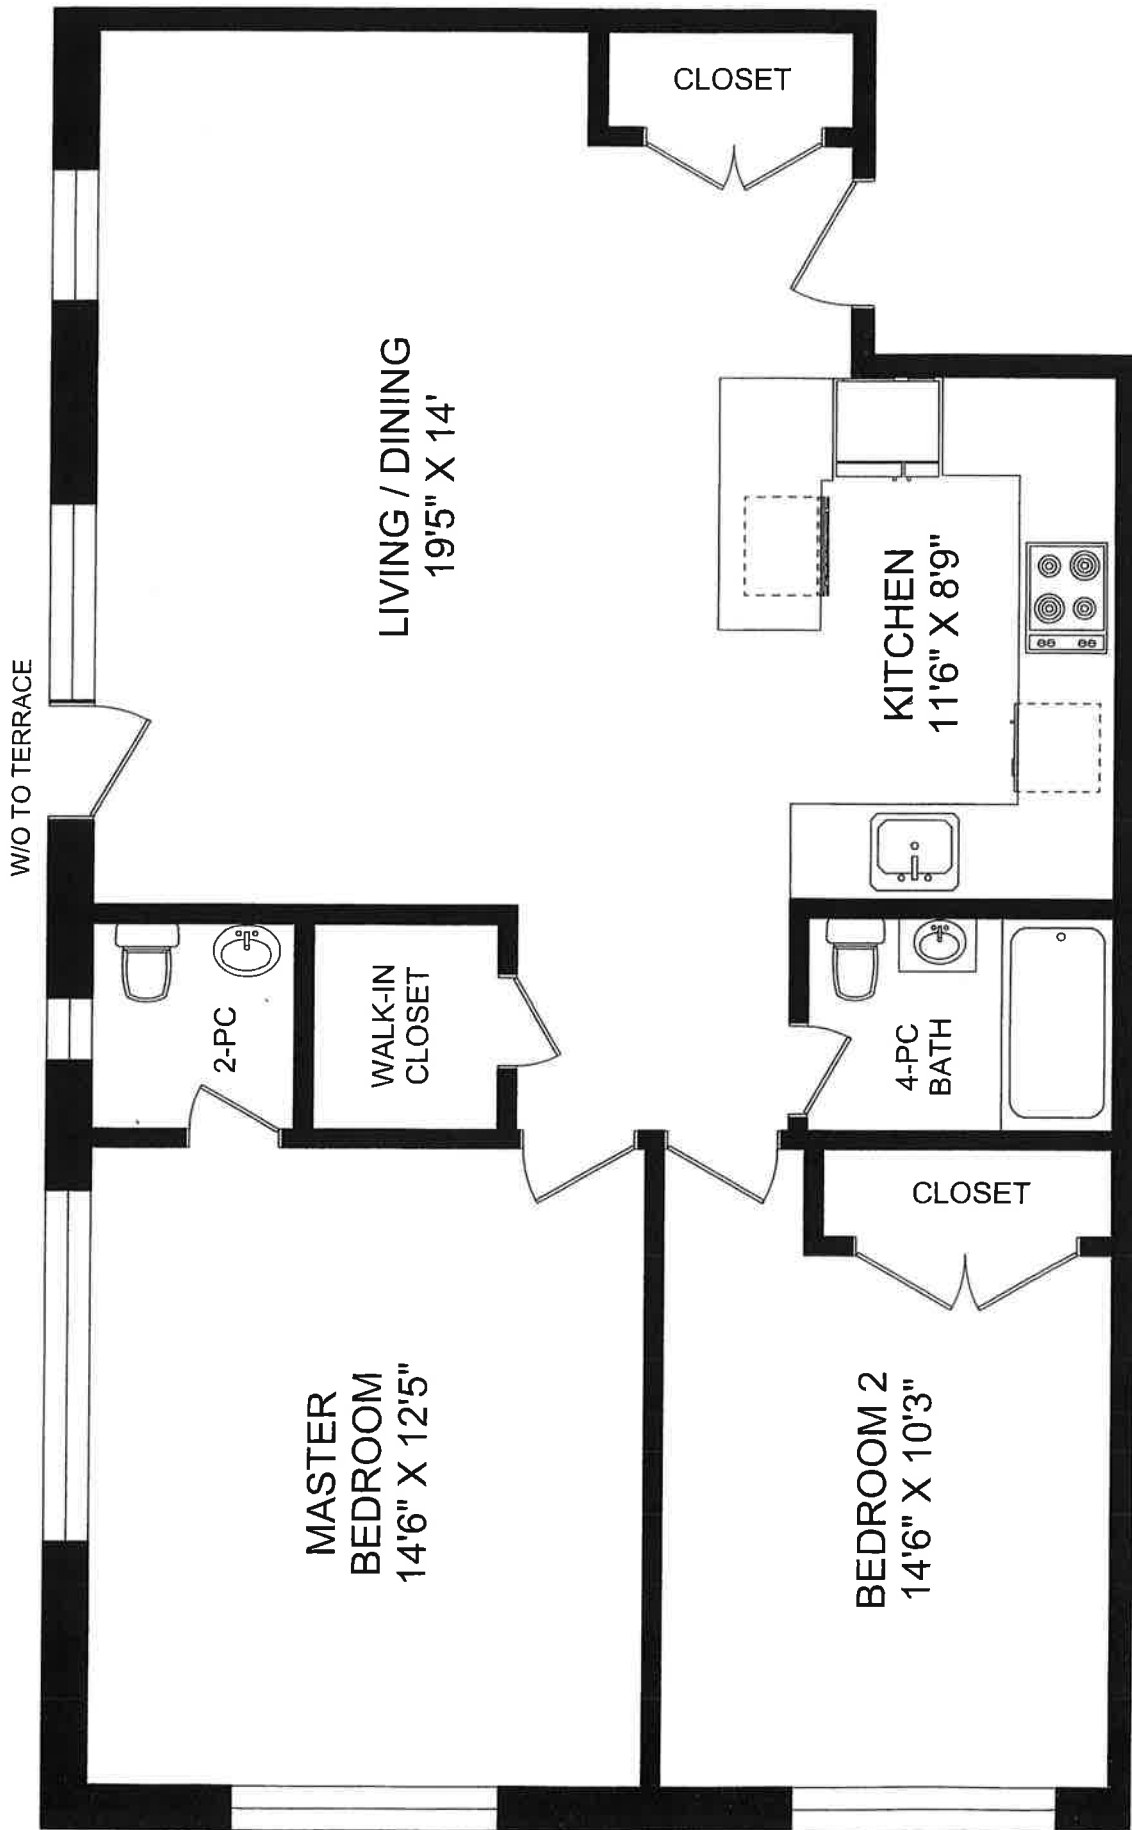 CLOSET
W/O TO TERRACE
LIVING / DINING
19'5" X 14'
KITCHEN
11'6" X 8'9"
2-PC
WALK-IN
CLOSET
4-PC
BATH
CLOSET
MASTER
BEDROOM
14'6" X 12'5"
BEDROOM 2
14'6" X 10'3"